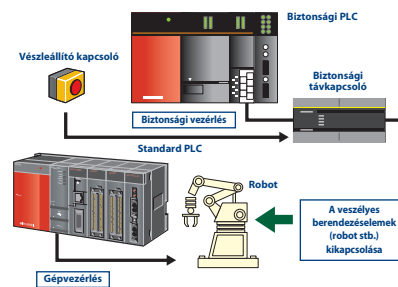 Biztonsági PLC
Vészleállító kapcsoló
Biztonsági
távkapcsoló
Biztonsági vezérlés
Standard PLC
Robot
A veszélyes
berendezéselemek
(robot stb.)
kikapcsolása
Gépvezérlés